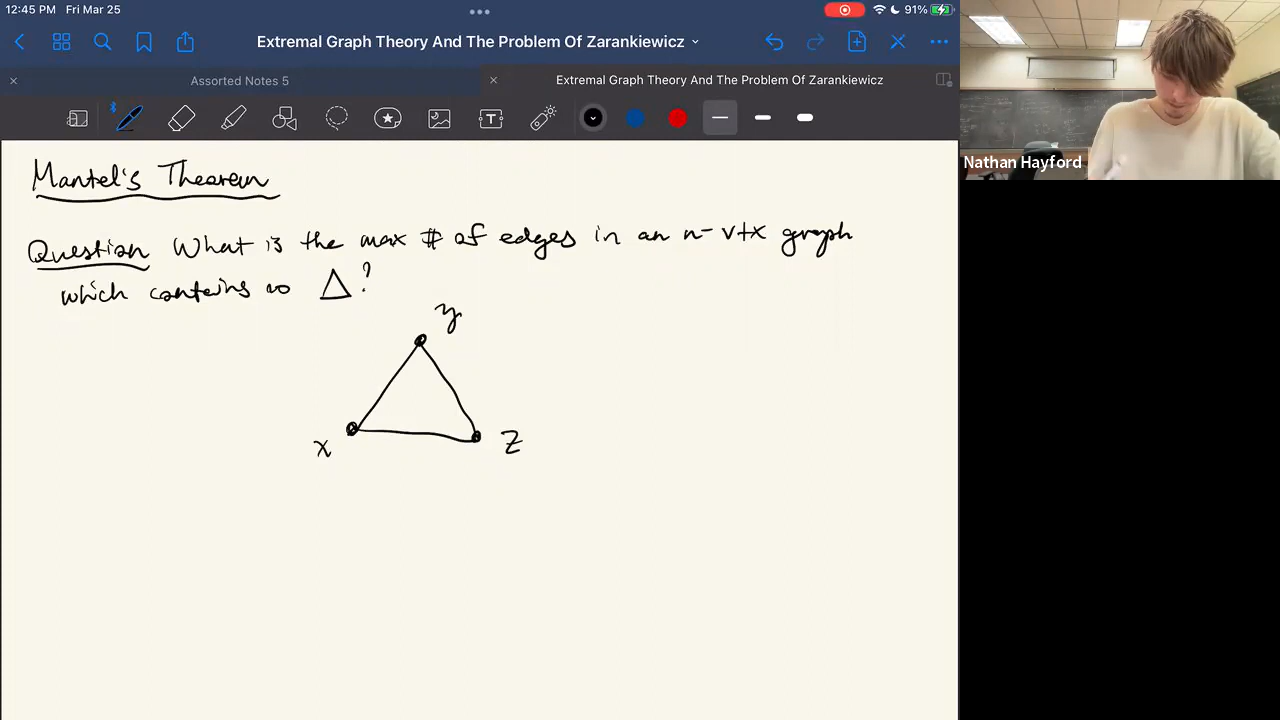 12:45 PM Fri Mar 25
91%
Extremal Graph Theory And The Problem Of Zarankiewicz
Assorted Notes 5
Extremal Graph Theory And The Problem Of Zarankiewicz
Nathan Hayford
Mantel's Theorem
Question What is the max # of edges in an n-vtx graph
which contains no △?
y
x
z